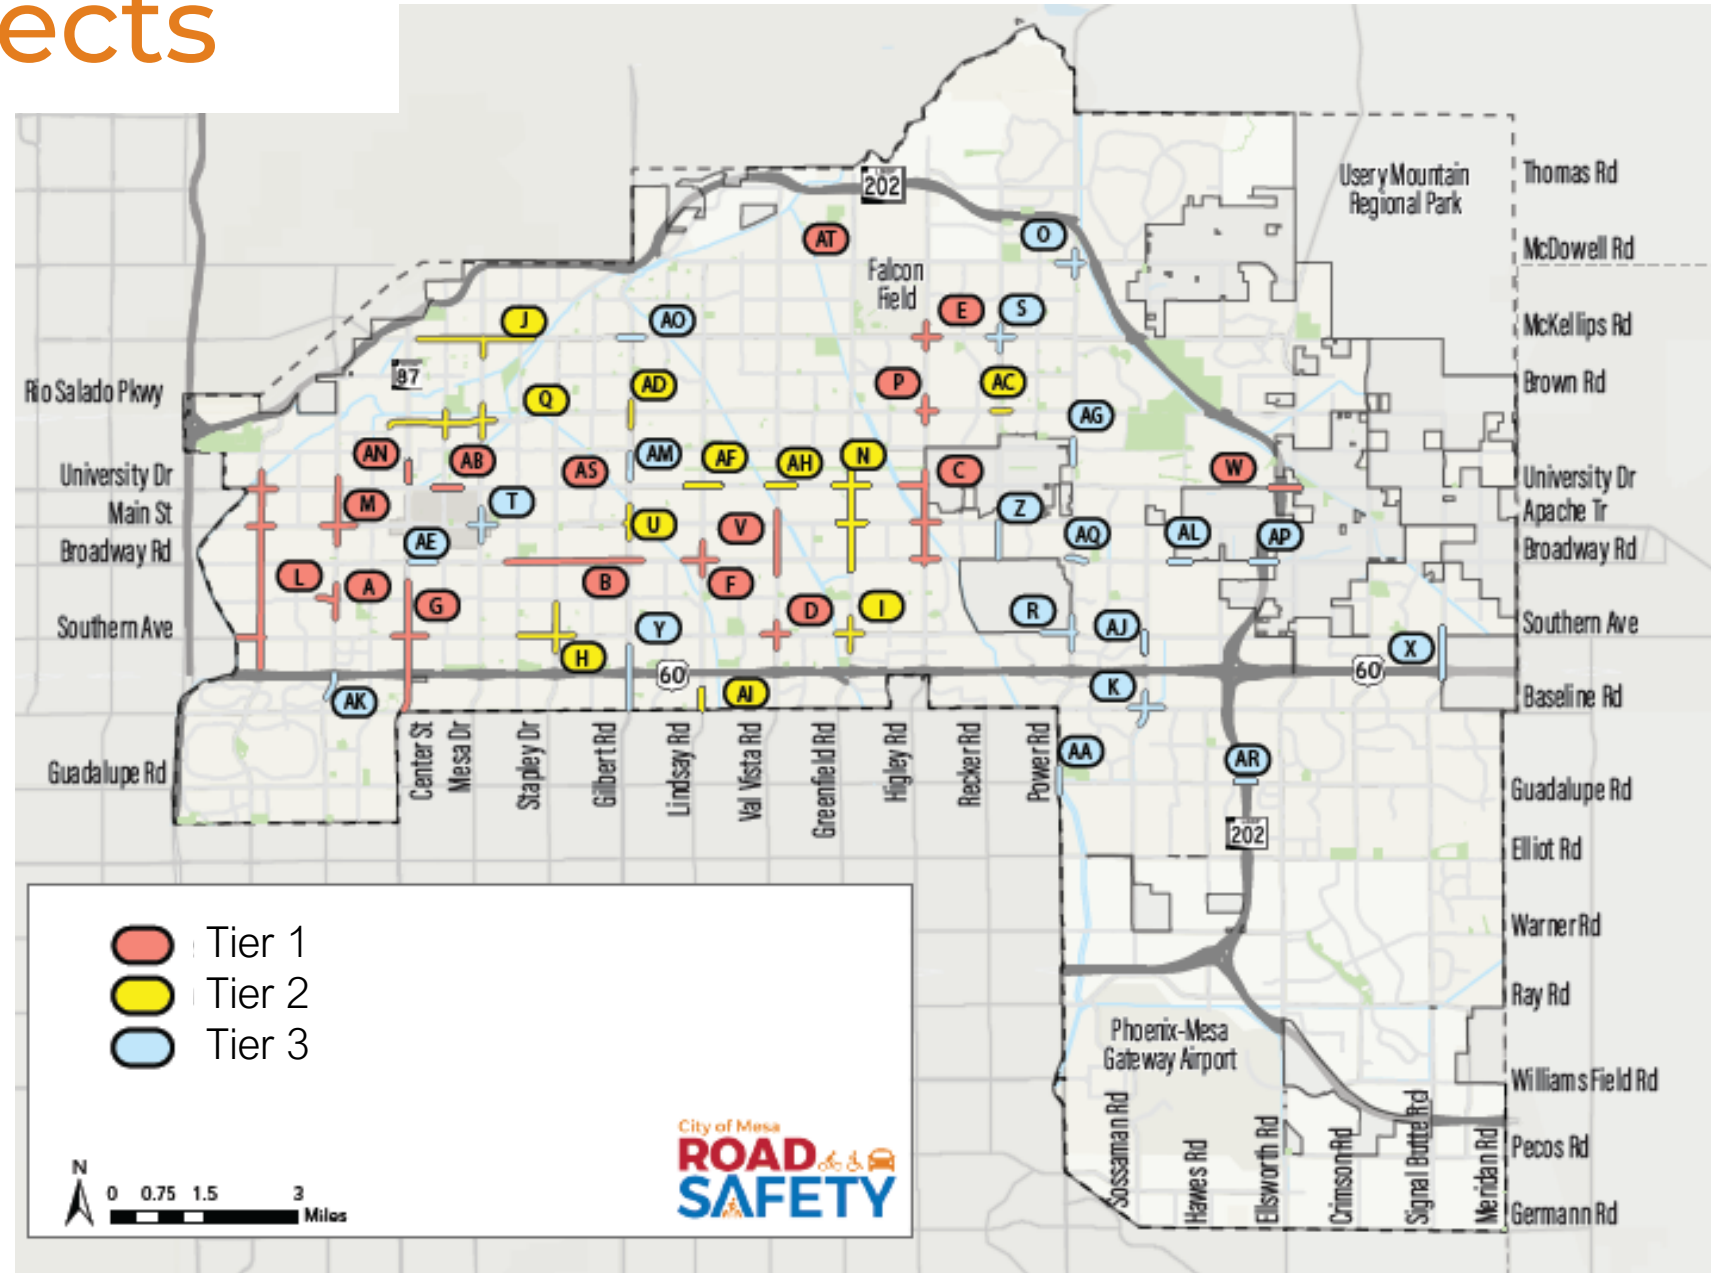 ects
Thomas Rd
Usery Mountain
Regional Park
LOOP
202
AT
O
McDowell Rd
Falcon
Field
E
S
J
AO
McKellips Rd
87
Rio Salado Pkwy
P
AC
Brown Rd
Q
AD
AG
AN
AB
AS
AM
AF
AH
N
C
W
University Dr
University Dr
M
T
U
V
Z
Main St
Apache Tr
AE
AQ
AL
AP
Broadway Rd
Broadway Rd
L
A
B
F
G
D
I
R
AJ
Southern Ave
Southern Ave
Y
X
H
60
60
AK
AI
K
Baseline Rd
Center St
Mesa Dr
Stapley Dr
Gilbert Rd
Lindsay Rd
Val Vista Rd
Greenfield Rd
Higley Rd
Recker Rd
Power Rd
AA
AR
Guadalupe Rd
Guadalupe Rd
202
Elliot Rd
Warner Rd
Ray Rd
Phoenix-Mesa
Gateway Airport
Williams Field Rd
Sossaman Rd
Hawes Rd
Ellsworth Rd
Crimson Rd
Signal Butte Rd
Meridan Rd
Pecos Rd
Germann Rd
Tier 1
Tier 2
Tier 3
N
0 0.75 1.5 3
Miles
City of Mesa
ROAD
SAFETY